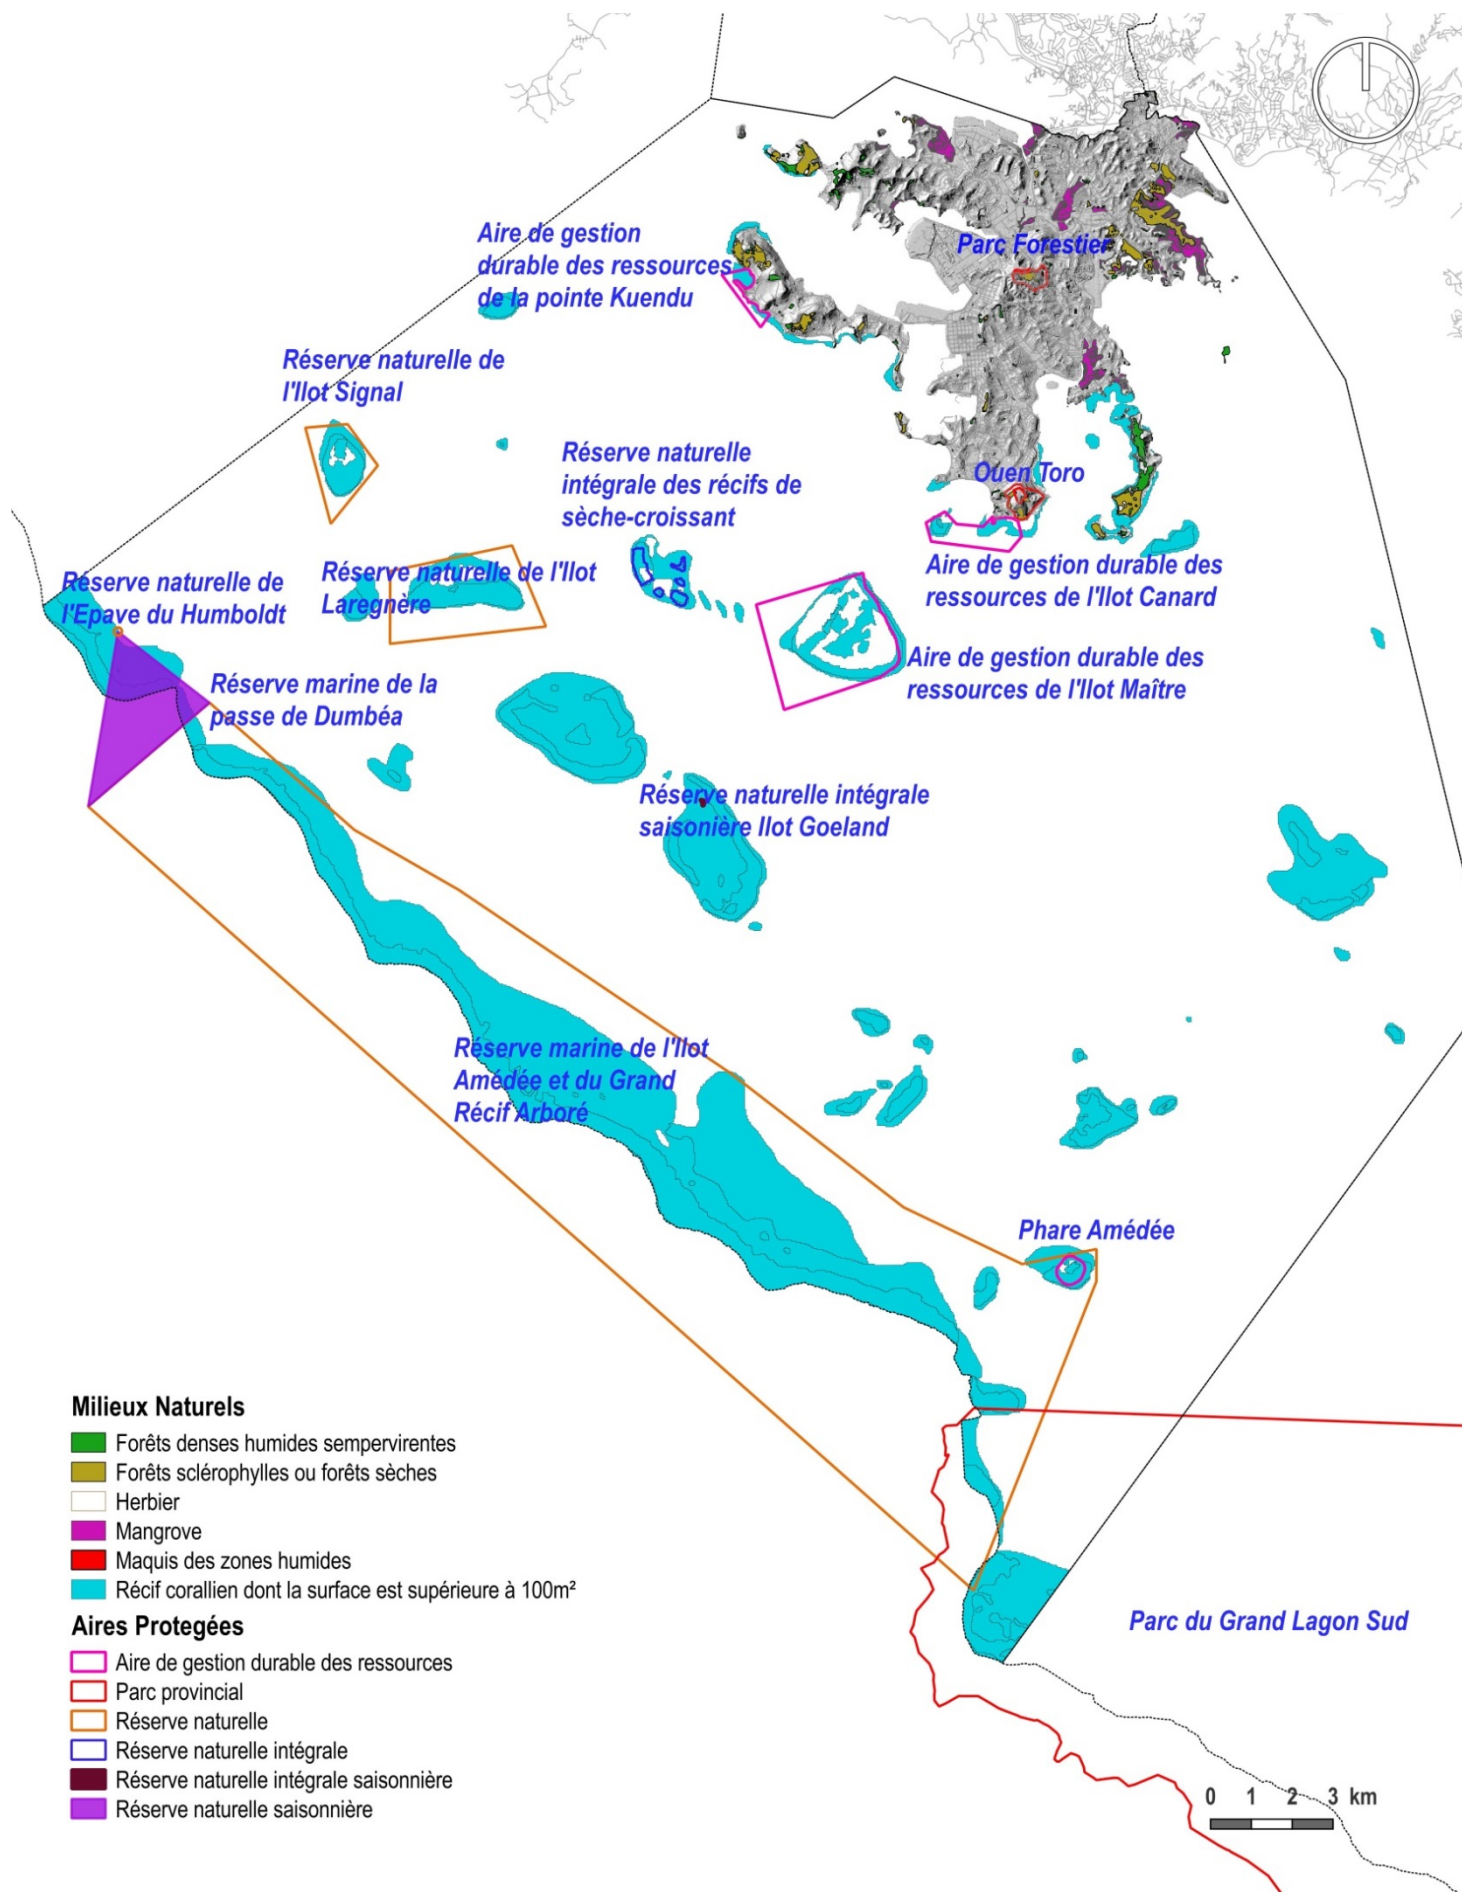 Parc Forestier
Aire de gestion
durable des ressources
de la pointe Kuendu
Réserve naturelle de
l'Ilot Signal
Réserve naturelle
intégrale des récifs de
sèche-croissant
Ouen Toro
Aire de gestion durable des
ressources de l'Ilot Canard
Réserve naturelle de
l'Epave du Humboldt
Réserve naturelle de l'Ilot
Laregnère
Aire de gestion durable des
ressources de l'Ilot Maître
Réserve marine de la
passe de Dumbéa
Réserve naturelle intégrale
saisonière Ilot Goeland
Réserve marine de l'Ilot
Amédée et du Grand
Récif Arboré
Phare Amédée
Parc du Grand Lagon Sud
Milieux Naturels
Forêts denses humides sempervirentes
Forêts sclérophylles ou forêts sèches
Herbier
Mangrove
Maquis des zones humides
Récif corallien dont la surface est supérieure à 100m²
Aires Protegées
Aire de gestion durable des ressources
Parc provincial
Réserve naturelle
Réserve naturelle intégrale
Réserve naturelle intégrale saisonnière
Réserve naturelle saisonnière
0 1 2 3 km